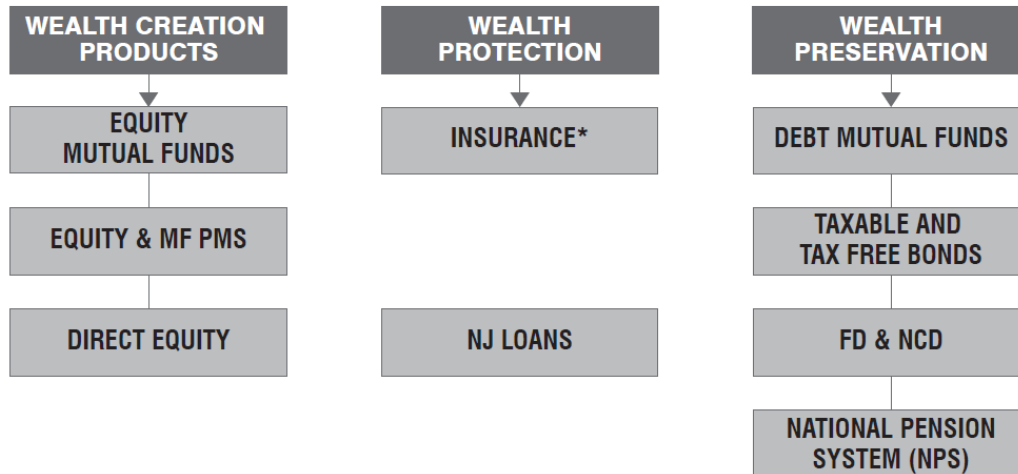 WEALTH CREATION
PRODUCTS
EQUITY
MUTUAL FUNDS
EQUITY & MF PMS
DIRECT EQUITY
WEALTH
PROTECTION
INSURANCE*
NJ LOANS
WEALTH
PRESERVATION
DEBT MUTUAL FUNDS
TAXABLE AND
TAX FREE BONDS
FD & NCD
NATIONAL PENSION
SYSTEM (NPS)